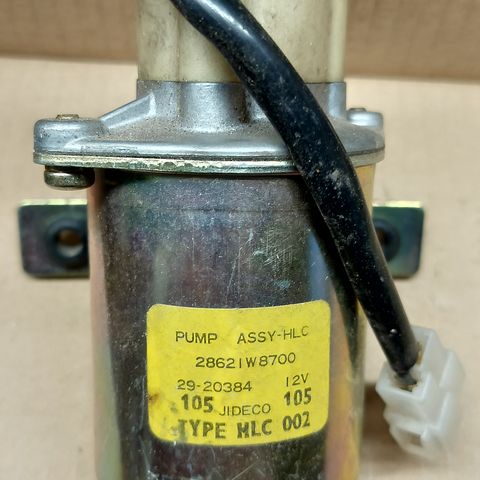 PUMP ASSY-HLC
28621W8700
29-20384 12V
105 JIDECO 105
TYPE HLC 002